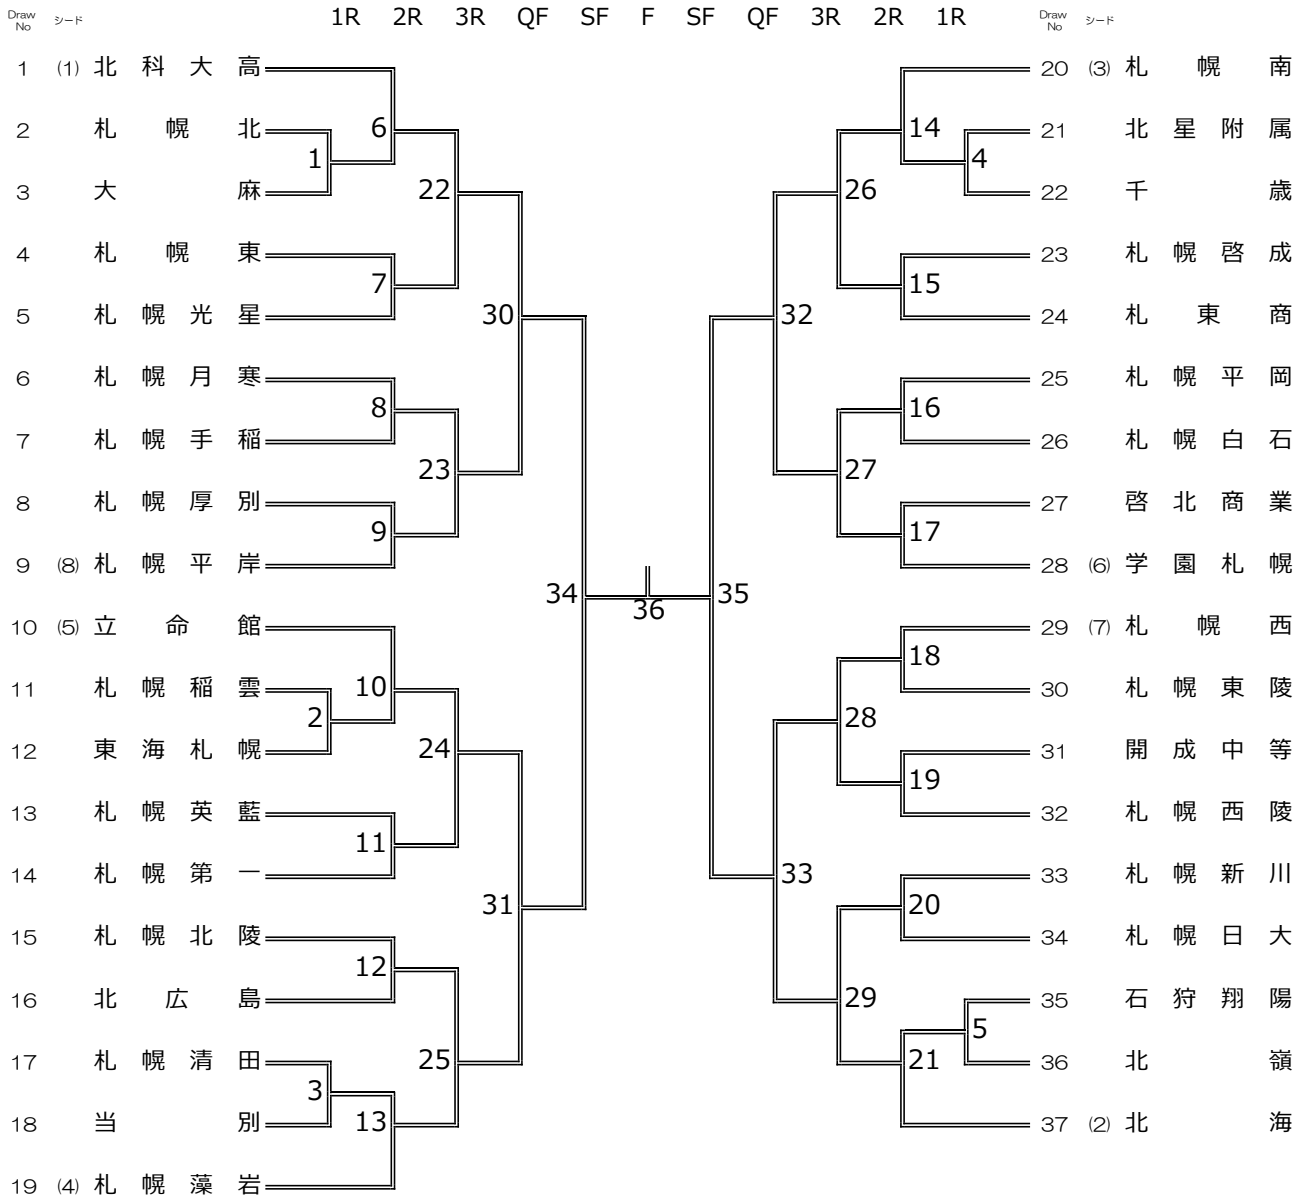 Draw No シード 1R 2R 3R QF SF F SF QF 3R 2R 1R Draw No シード
1 (1) 北科大高 20 (3) 札幌南
2 札幌北 6 14 21 北星附属
1 4
3 大麻 22 26 22 千歳
4 札幌東 23 札幌啓成
7 15
5 札幌光星 30 32 24 札東商
6 札幌月寒 25 札幌平岡
8 16
7 札幌手稲 26 札幌白石
23 27
8 札幌厚別 27 啓北商業
9 17
9 (8) 札幌平岸 28 (6) 学園札幌
34 36 35
10 (5) 立命館 29 (7) 札幌西
18
11 札幌稲雲 10 30 札幌東陵
2 28
12 東海札幌 24 31 開成中等
19
13 札幌英藍 32 札幌西陵
11
14 札幌第一 33 33 札幌新川
31 20
15 札幌北陵 34 札幌日大
12
16 北広島 29 35 石狩翔陽
5
17 札幌清田 25 21 36 北嶺
3
18 当別 13 37 (2) 北海
19 (4) 札幌藻岩